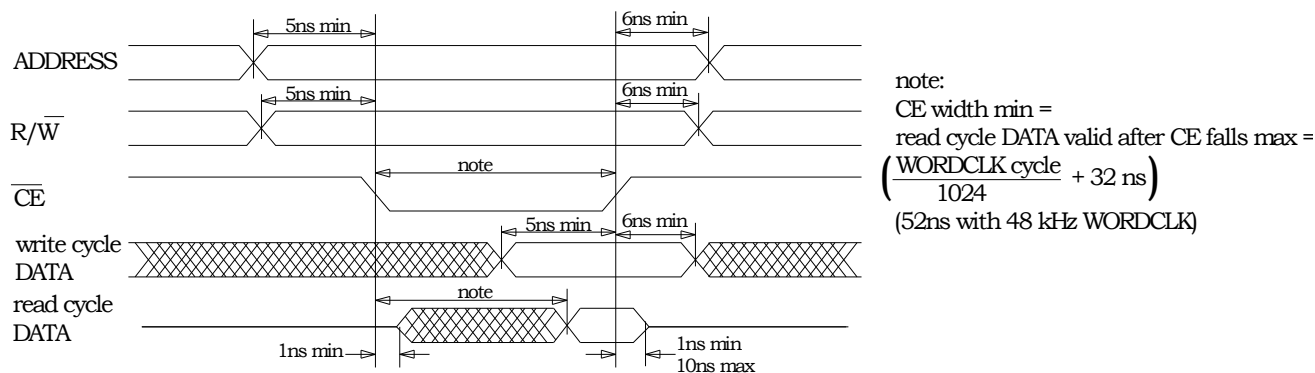 5ns min
6ns min
ADDRESS
5ns min
6ns min
R/W̅
note
C̅E̅
5ns min
6ns min
write cycle
DATA
note
read cycle
DATA
1ns min
1ns min
10ns max
note:
CE width min =
read cycle DATA valid after CE falls max =
(WORDCLK cycle
1024
+ 32 ns)
(52ns with 48 kHz WORDCLK)